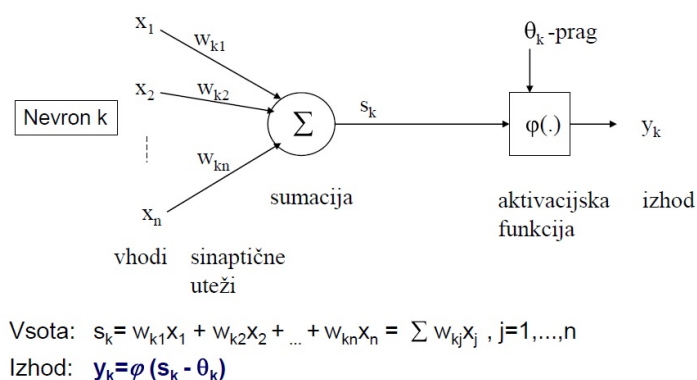 x1
wk1
θk-prag
x2
wk2
sk
Nevron k
Σ
φ(.)
yk
wkn
xn
sumacija
aktivacijska
funkcija
izhod
vhodi
sinaptične
uteži
Vsota: sk= wk1x1 + wk2x2 + ... + wknxn = ∑ wkjxj , j=1,...,n
Izhod: yk=φ (sk - θk)